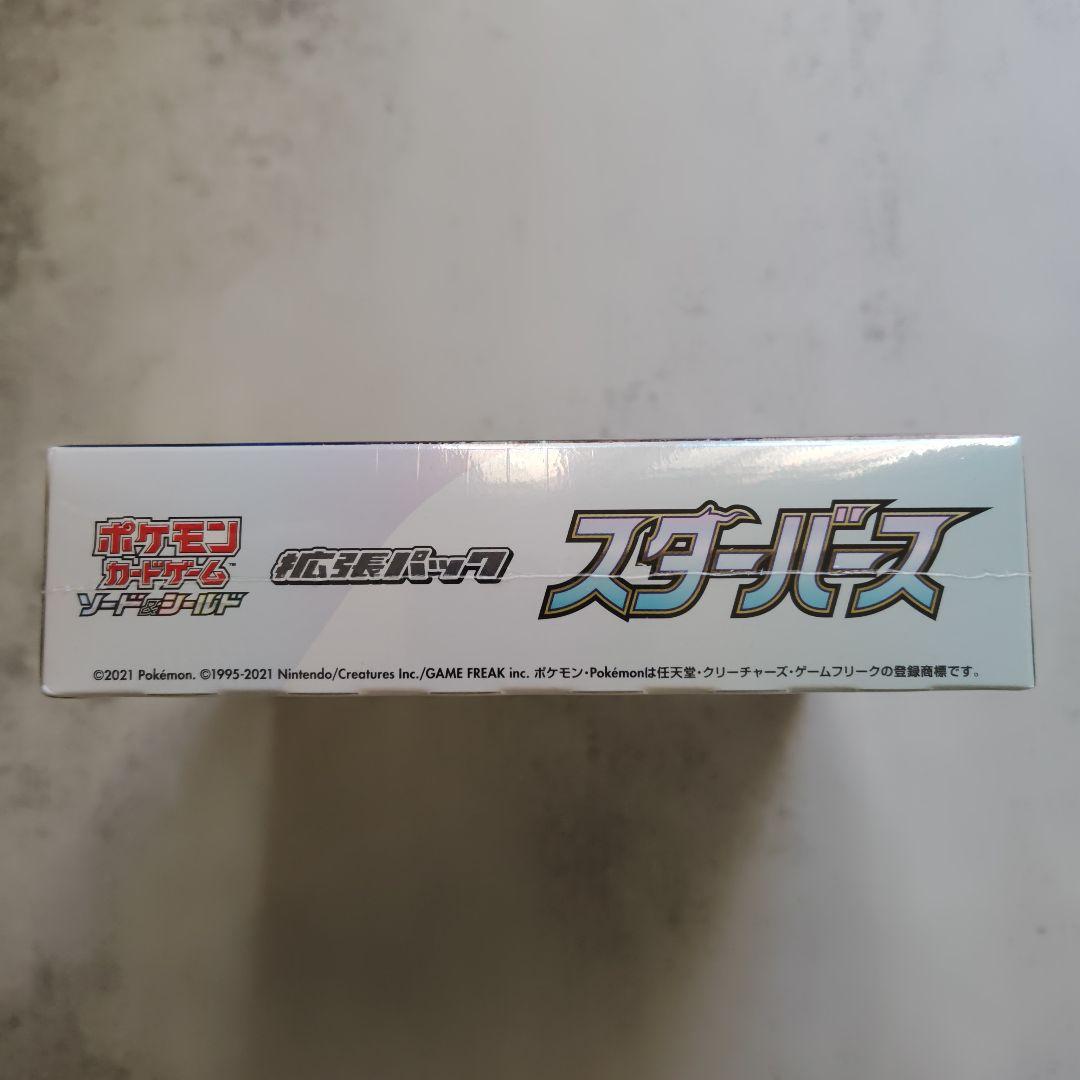 ポケモン
カードゲーム™
ソード&シールド
拡張パック
スターバース
©2021 Pokémon. ©1995-2021 Nintendo/Creatures Inc./GAME FREAK inc. ポケモン・Pokémonは任天堂・クリーチャーズ・ゲームフリークの登録商標です。